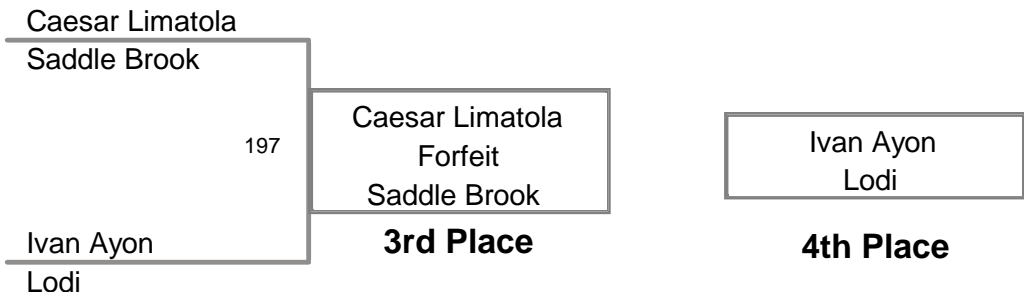 Caesar Limatola
Saddle Brook
197
Caesar Limatola
Forfeit
Saddle Brook
3rd Place
Ivan Ayon
Lodi
Ivan Ayon
Lodi
4th Place